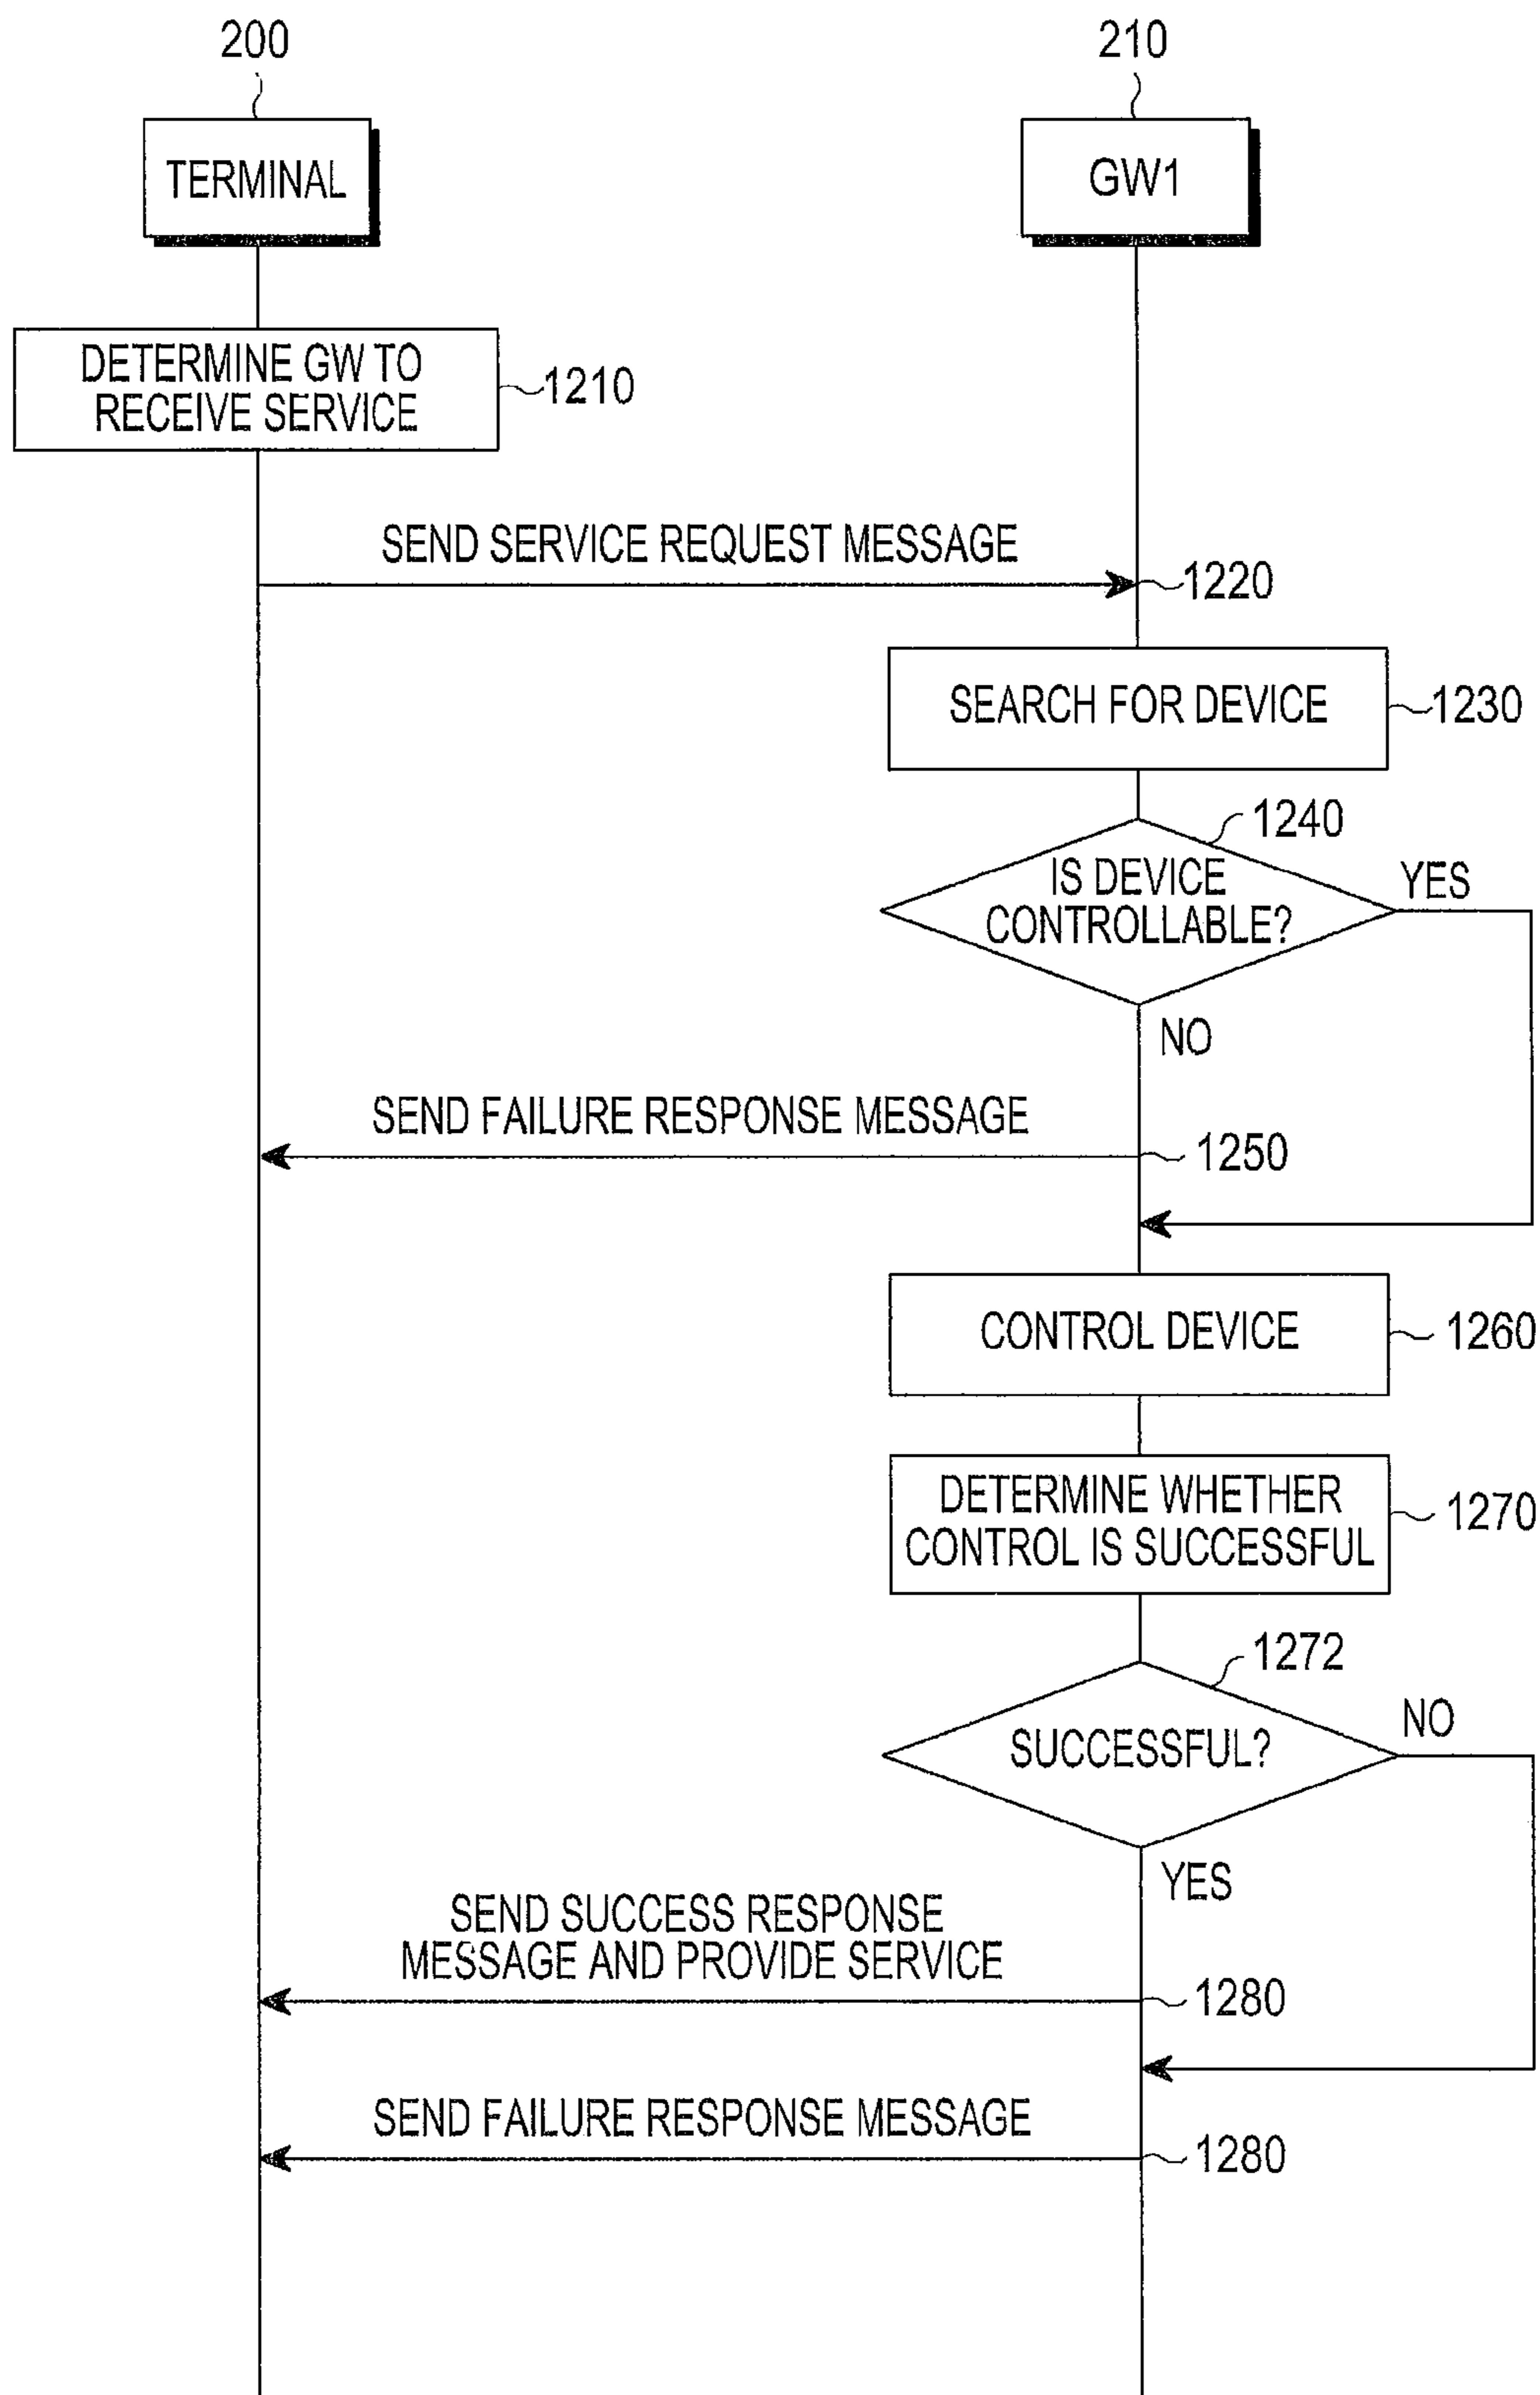 200
210
TERMINAL
GW1
DETERMINE GW TO
RECEIVE SERVICE
1210
SEND SERVICE REQUEST MESSAGE
1220
SEARCH FOR DEVICE
1230
1240
IS DEVICE
CONTROLLABLE?
YES
NO
SEND FAILURE RESPONSE MESSAGE
1250
CONTROL DEVICE
1260
DETERMINE WHETHER
CONTROL IS SUCCESSFUL
1270
1272
SUCCESSFUL?
NO
YES
SEND SUCCESS RESPONSE
MESSAGE AND PROVIDE SERVICE
1280
SEND FAILURE RESPONSE MESSAGE
1280